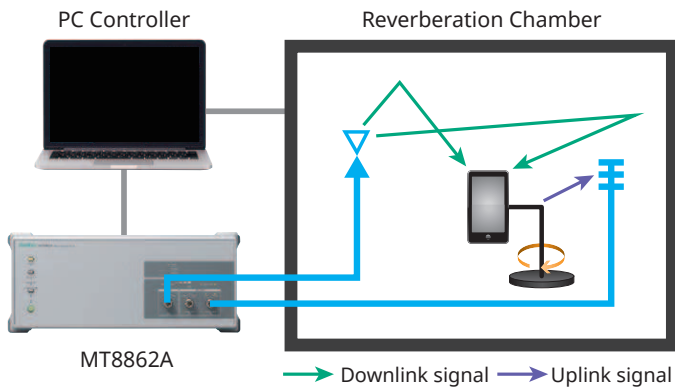 PC Controller
Reverberation Chamber
MT8862A
Downlink signal
Uplink signal